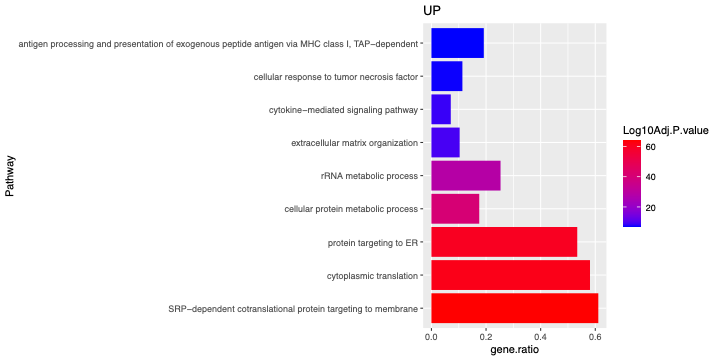 UP
antigen processing and presentation of exogenous peptide antigen via MHC class I, TAP−dependent
cellular response to tumor necrosis factor
cytokine−mediated signaling pathway
extracellular matrix organization
rRNA metabolic process
cellular protein metabolic process
protein targeting to ER
cytoplasmic translation
SRP−dependent cotranslational protein targeting to membrane
Pathway
0.0 0.2 0.4 0.6
gene.ratio
Log10Adj.P.value
60
40
20